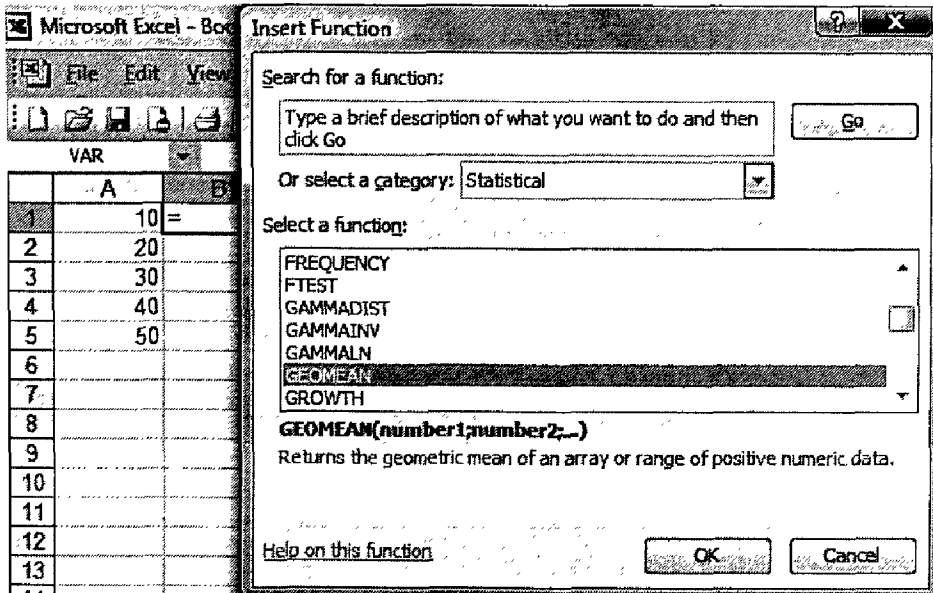 Microsoft Excel - Boo
File Edit View
VAR
A B
1 10 =
2 20
3 30
4 40
5 50
6
7
8
9
10
11
12
13
Insert Function
Search for a function:
Type a brief description of what you want to do and then
click Go
Go
Or select a category: Statistical
Select a function:
FREQUENCY
FTEST
GAMMADIST
GAMMAINV
GAMMALN
GEOMEAN
GROWTH
GEOMEAN(number1;number2;...)
Returns the geometric mean of an array or range of positive numeric data.
Help on this function
OK Cancel